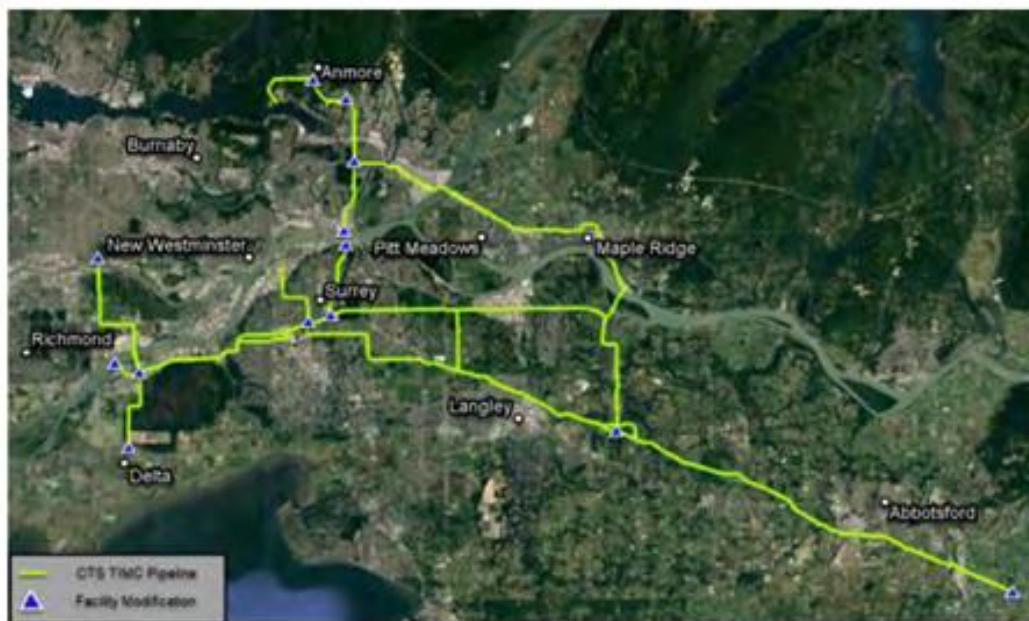 Anmore
Burnaby
New Westminster
Pitt Meadows
Maple Ridge
Surrey
Richmond
Langley
Delta
Abbotsford
CTS TIMC Pipeline
Facility Modification